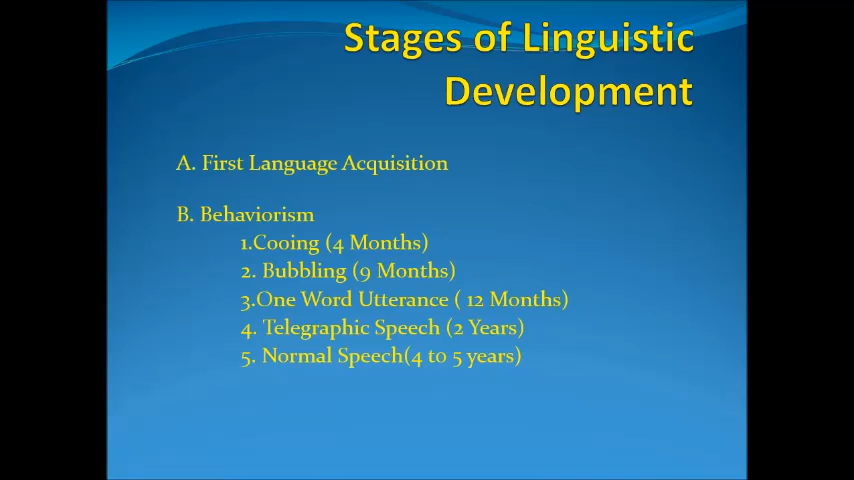 Stages of Linguistic
Development
A. First Language Acquisition
B. Behaviorism
1.Cooing (4 Months)
2. Bubbling (9 Months)
3.One Word Utterance ( 12 Months)
4. Telegraphic Speech (2 Years)
5. Normal Speech(4 to 5 years)